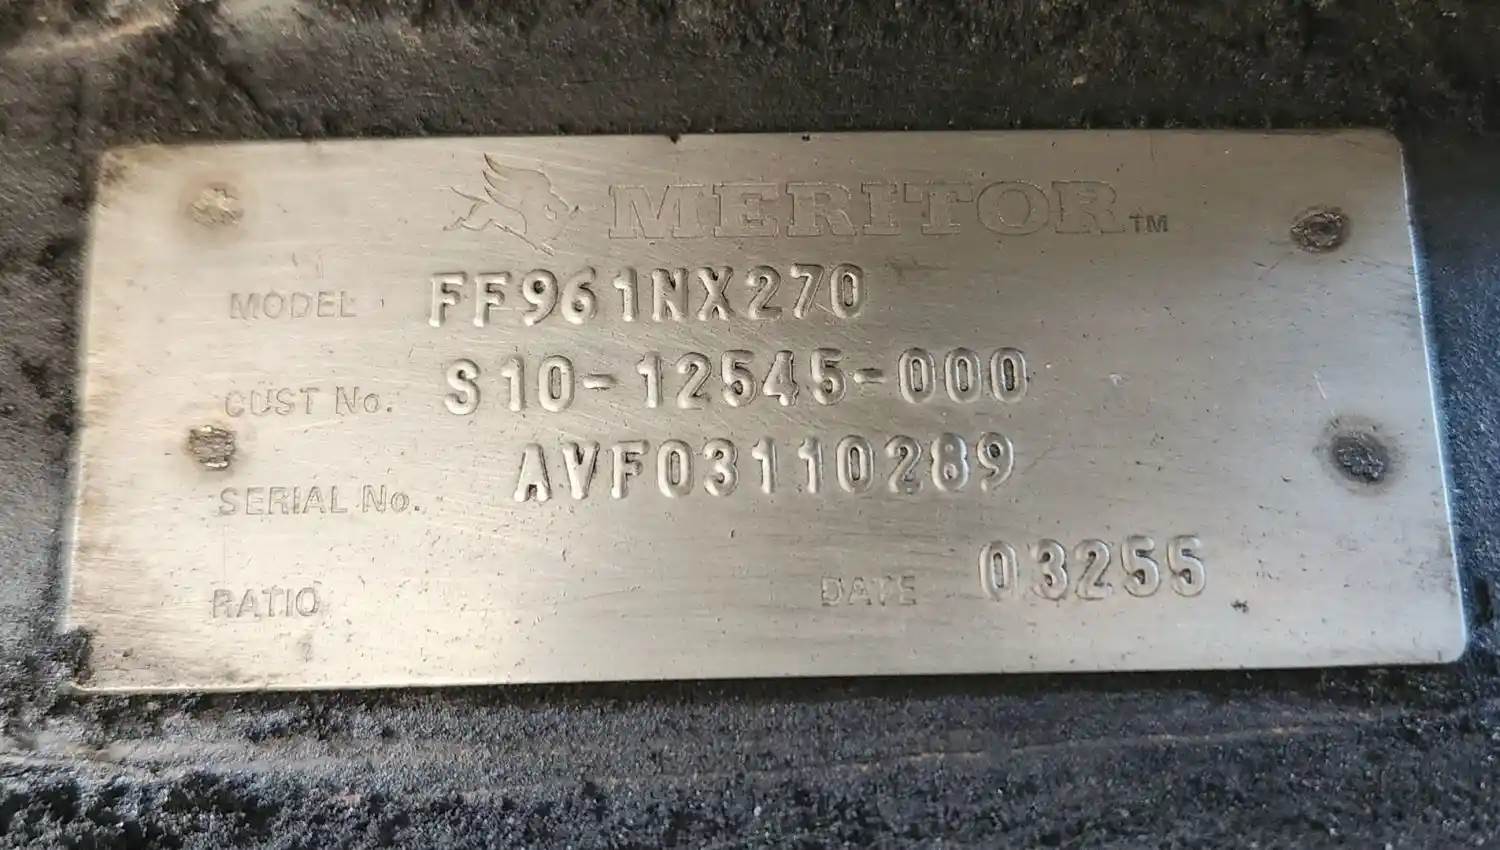 MERITOR™
MODEL FF961NX270
CUST No. S10-12545-000
SERIAL No. AVF03110289
RATIO DATE 03255